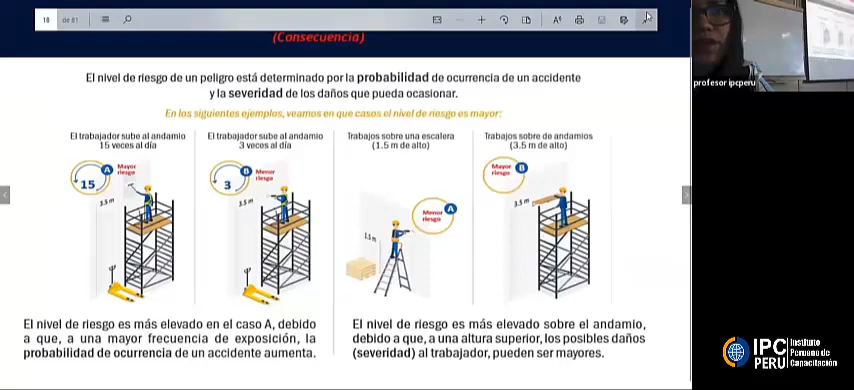 18 de 81
(Consecuencia)
El nivel de riesgo de un peligro está determinado por la probabilidad de ocurrencia de un accidente
y la severidad de los daños que pueda ocasionar.
En los siguientes ejemplos, veamos en que casos el nivel de riesgo es mayor:
El trabajador sube al andamio
15 veces al día
A
Mayor
riesgo
15
3.5 m
El trabajador sube al andamio
3 veces al día
B
Menor
riesgo
3
3.5 m
Trabajos sobre una escalera
(1.5 m de alto)
Menor
riesgo
A
1.5 m
Trabajos sobre de andamios
(3.5 m de alto)
Mayor
riesgo
B
3.5 m
El nivel de riesgo es más elevado en el caso A, debido
a que, a una mayor frecuencia de exposición, la
probabilidad de ocurrencia de un accidente aumenta.
El nivel de riesgo es más elevado sobre el andamio,
debido a que, a una altura superior, los posibles daños
(severidad) al trabajador, pueden ser mayores.
profesor ipcperu
IPC
PERU
Instituto
Peruano de
Capacitación